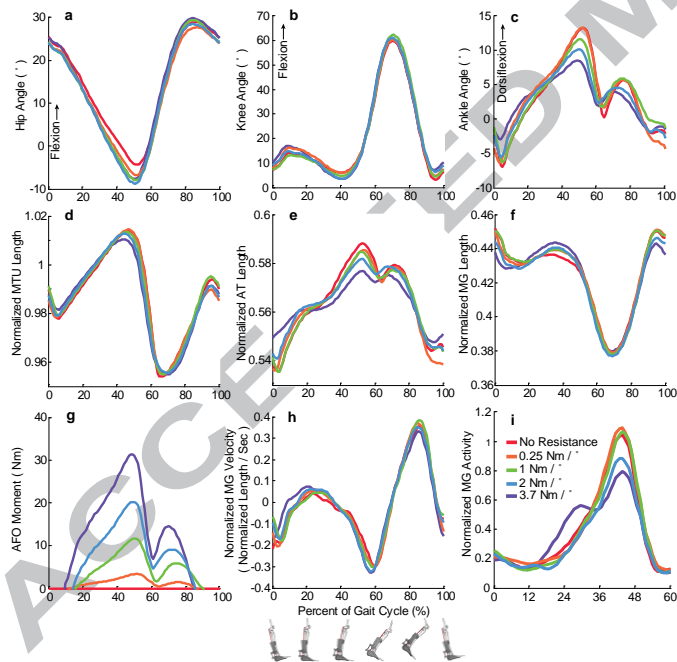 a
b
c
Hip Angle ( ° )
30
20
10
0
-10
Flexion→
0 20 40 60 80 100
Knee Angle ( ° )
70
60
50
40
30
20
10
0
Flexion→
0 20 40 60 80 100
Ankle Angle ( ° )
15
10
5
0
-5
-10
Dorsiflexion→
0 20 40 60 80 100
d
e
f
Normalized MTU Length
1.02
1
0.98
0.96
0 20 40 60 80 100
Normalized AT Length
0.6
0.58
0.56
0.54
0 20 40 60 80 100
Normalized MG Length
0.46
0.44
0.42
0.40
0.38
0.36
0 20 40 60 80 100
g
h
i
AFO Moment ( Nm)
40
30
20
10
0
0 20 40 60 80 100
Normalized MG Velocity
( Normalized Length / Sec)
0.4
0.3
0.2
0.1
0
-0.1
-0.2
-0.3
-0.4
0 20 40 60 80 100
Normalized MG Activity
1.2
1
0.8
0.6
0.4
0.2
0
No Resistance
0.25 Nm / °
1 Nm / °
2 Nm / °
3.7 Nm / °
0 12 24 36 48 60
Percent of Gait Cycle (%)
ACCEPTED M